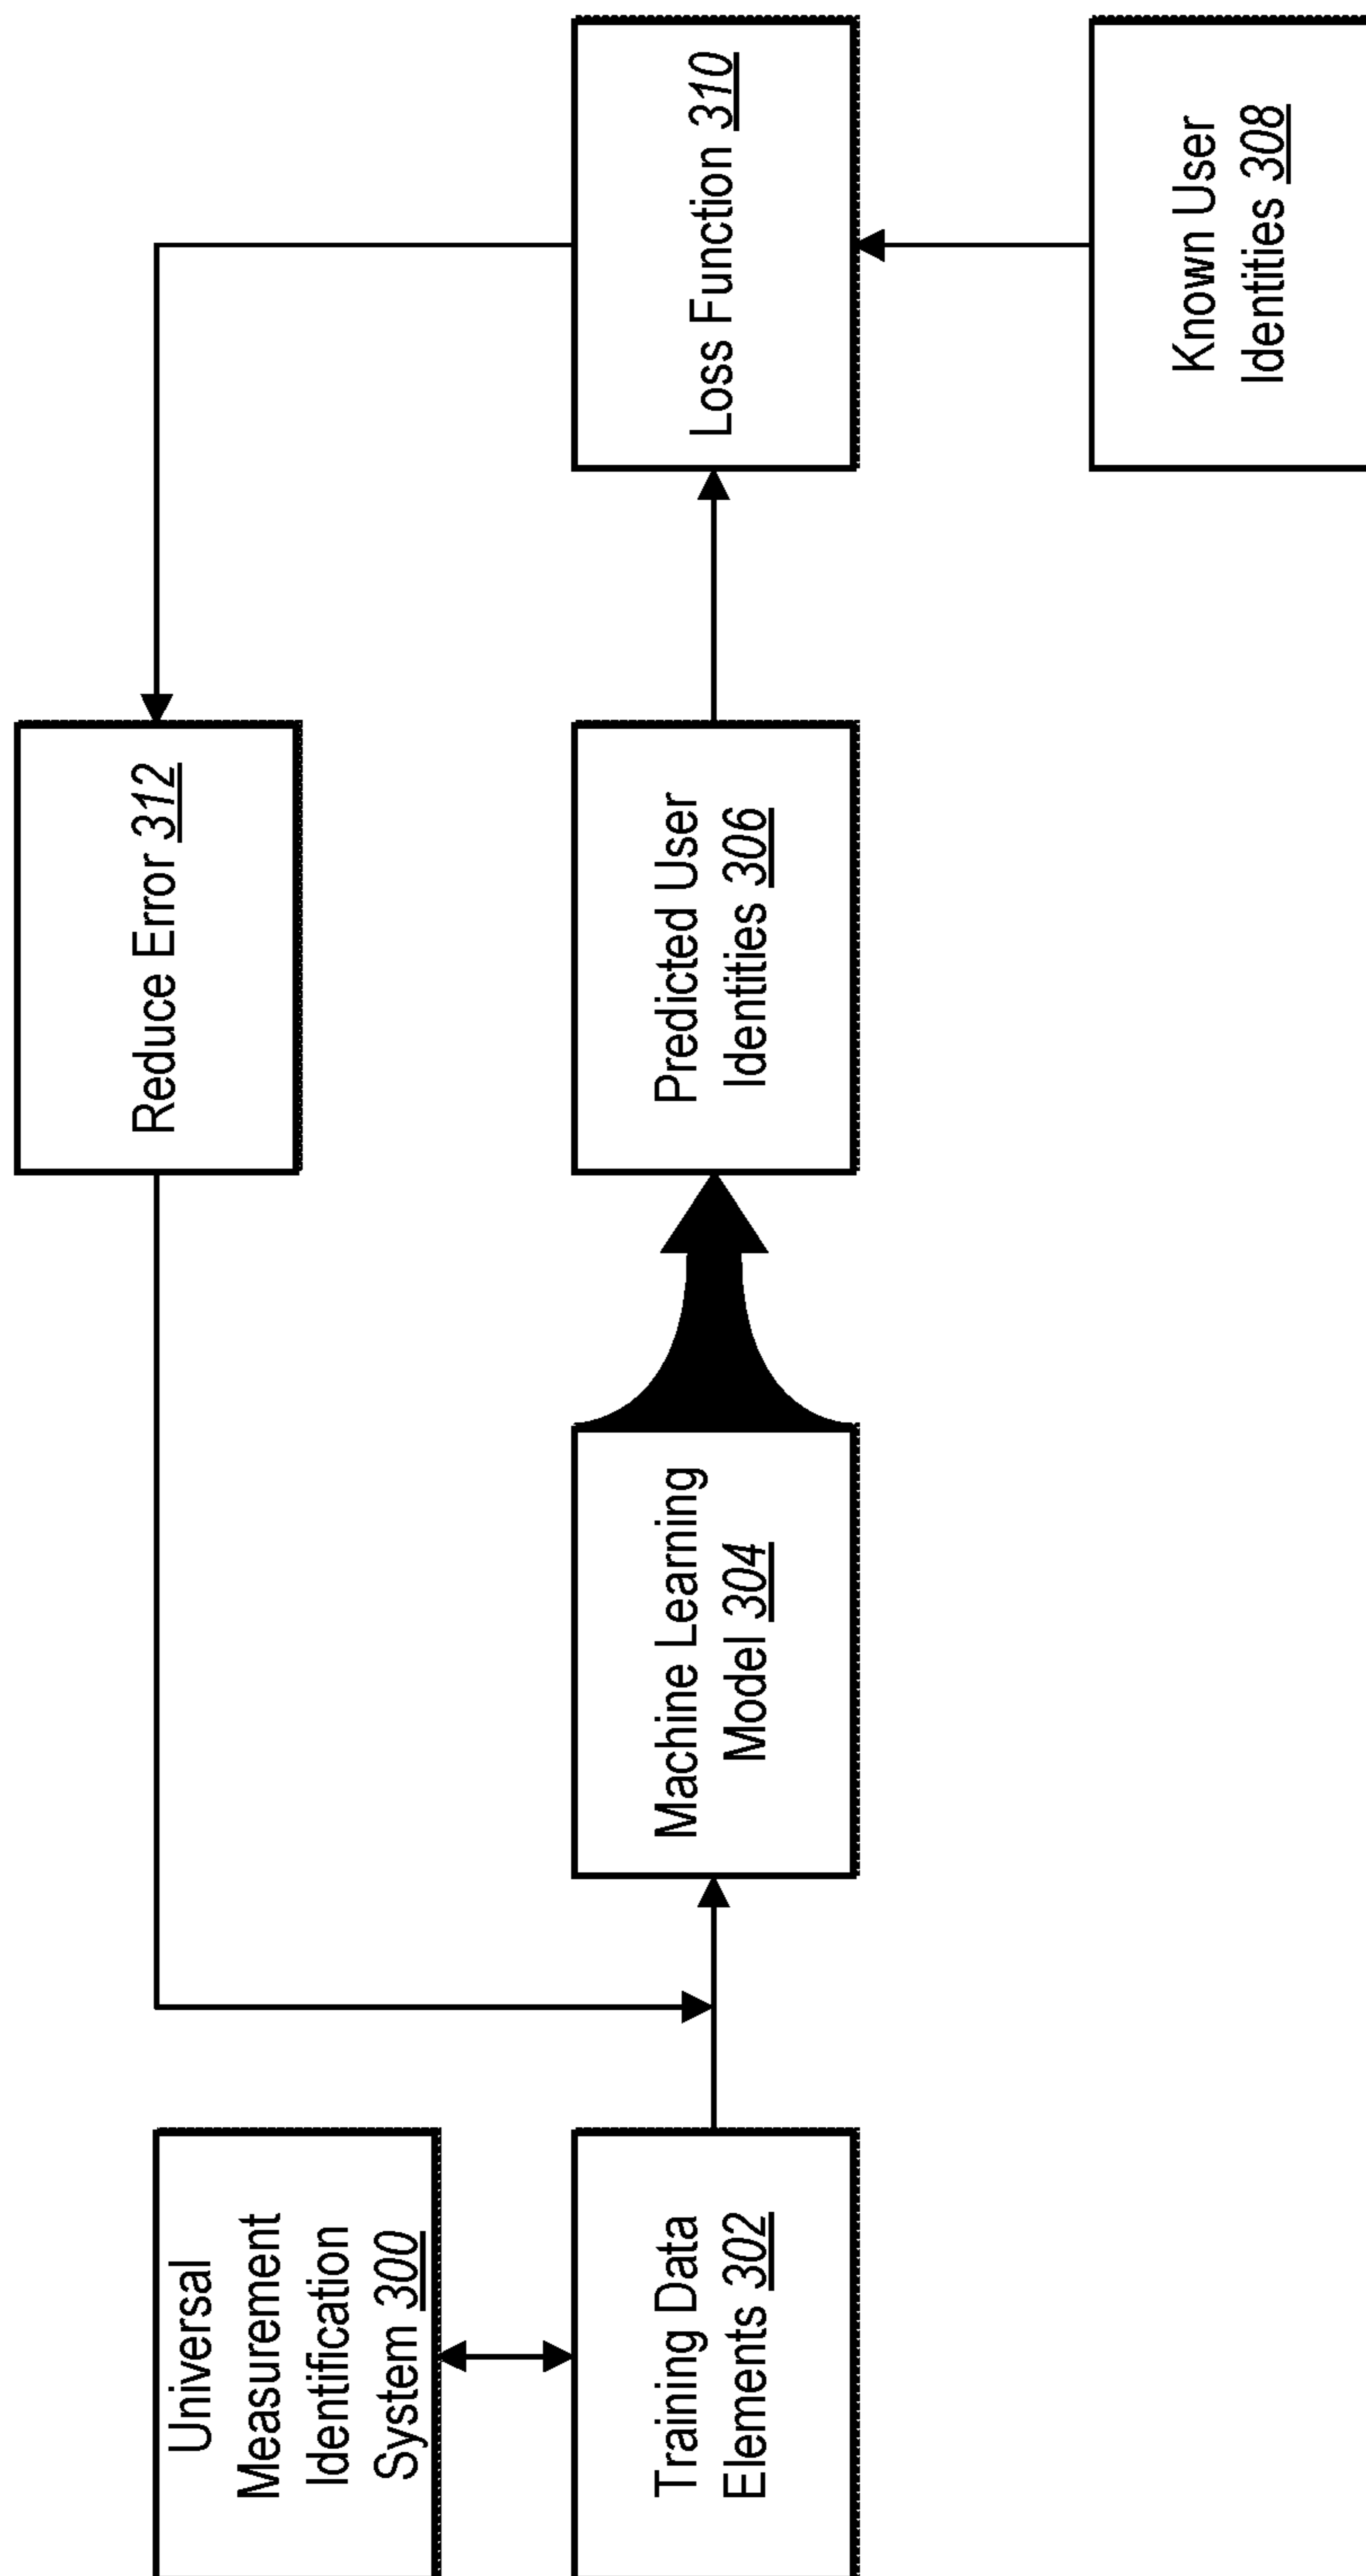 Universal
Measurement
Identification
System 300
Training Data
Elements 302
Machine Learning
Model 304
Reduce Error 312
Predicted User
Identities 306
Loss Function 310
Known User
Identities 308